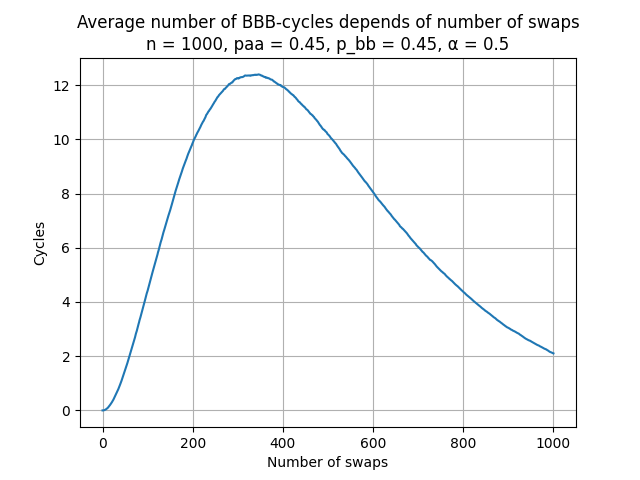 Average number of BBB-cycles depends of number of swaps
n = 1000, paa = 0.45, p_bb = 0.45, α = 0.5
12
10
8
6
4
2
0
Cycles
0 200 400 600 800 1000
Number of swaps